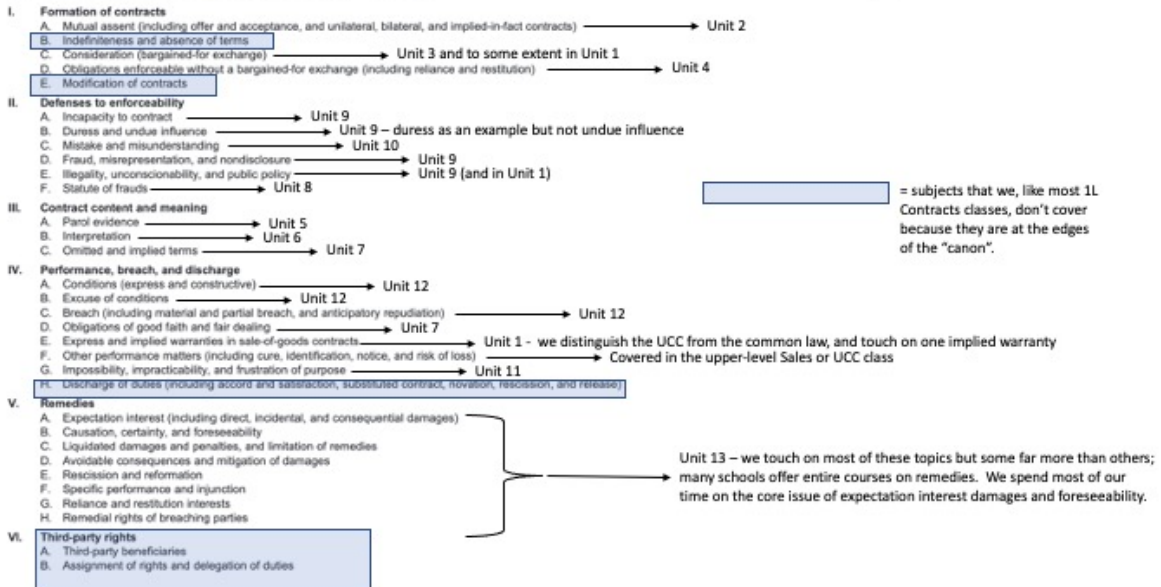 I. Formation of contracts
A. Mutual assent (including offer and acceptance, and unilateral, bilateral, and implied-in-fact contracts) Unit 2
B. Indefiniteness and absence of terms
C. Consideration (bargained-for exchange) Unit 3 and to some extent in Unit 1
D. Obligations enforceable without a bargained-for exchange (including reliance and restitution) Unit 4
E. Modification of contracts
II. Defenses to enforceability
A. Incapacity to contract Unit 9
B. Duress and undue influence Unit 9 – duress as an example but not undue influence
C. Mistake and misunderstanding Unit 10
D. Fraud, misrepresentation, and nondisclosure Unit 9
E. Illegality, unconscionability, and public policy Unit 9 (and in Unit 1)
F. Statute of frauds Unit 8
= subjects that we, like most 1L
Contracts classes, don't cover
because they are at the edges
of the "canon".
III. Contract content and meaning
A. Parol evidence Unit 5
B. Interpretation Unit 6
C. Omitted and implied terms Unit 7
IV. Performance, breach, and discharge
A. Conditions (express and constructive) Unit 12
B. Excuse of conditions Unit 12
C. Breach (including material and partial breach, and anticipatory repudiation) Unit 12
D. Obligations of good faith and fair dealing Unit 7
E. Express and implied warranties in sale-of-goods contracts Unit 1 - we distinguish the UCC from the common law, and touch on one implied warranty
F. Other performance matters (including cure, identification, notice, and risk of loss) Covered in the upper-level Sales or UCC class
G. Impossibility, impracticability, and frustration of purpose Unit 11
H. Discharge of duties (including accord and satisfaction, substituted contract, novation, rescission, and release)
V. Remedies
A. Expectation interest (including direct, incidental, and consequential damages)
B. Causation, certainty, and foreseeability
C. Liquidated damages and penalties, and limitation of remedies
D. Avoidable consequences and mitigation of damages
E. Rescission and reformation
F. Specific performance and injunction
G. Reliance and restitution interests
H. Remedial rights of breaching parties
Unit 13 – we touch on most of these topics but some far more than others;
many schools offer entire courses on remedies. We spend most of our
time on the core issue of expectation interest damages and foreseeability.
VI. Third-party rights
A. Third-party beneficiaries
B. Assignment of rights and delegation of duties